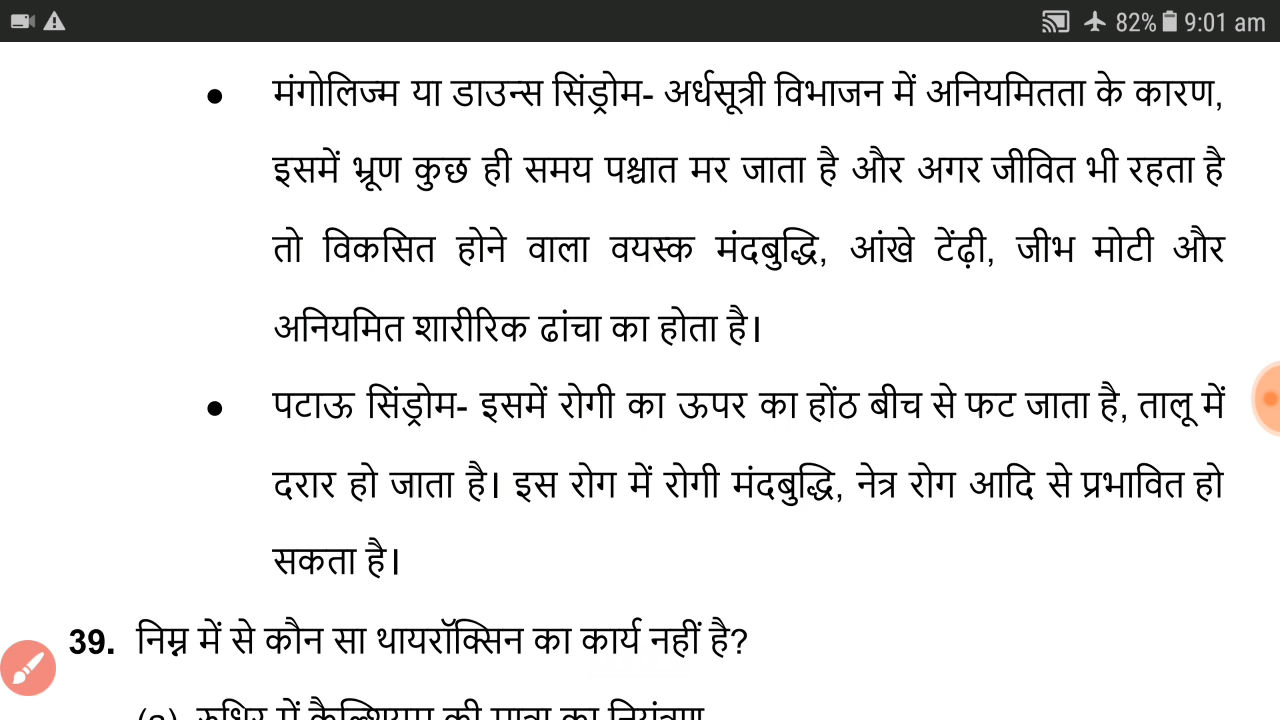 82% 9:01 am
● मंगोलिज्म या डाउन्स सिंड्रोम- अर्धसूत्री विभाजन में अनियमितता के कारण,
इसमें भ्रूण कुछ ही समय पश्चात मर जाता है और अगर जीवित भी रहता है
तो विकसित होने वाला वयस्क मंदबुद्धि, आंखे टेंढ़ी, जीभ मोटी और
अनियमित शारीरिक ढांचा का होता है।
● पटाऊ सिंड्रोम- इसमें रोगी का ऊपर का होंठ बीच से फट जाता है, तालू में
दरार हो जाता है। इस रोग में रोगी मंदबुद्धि, नेत्र रोग आदि से प्रभावित हो
सकता है।
39. निम्न में से कौन सा थायरॉक्सिन का कार्य नहीं है?
(a) रुधिर में कैल्शियम की मात्रा का नियंत्रण